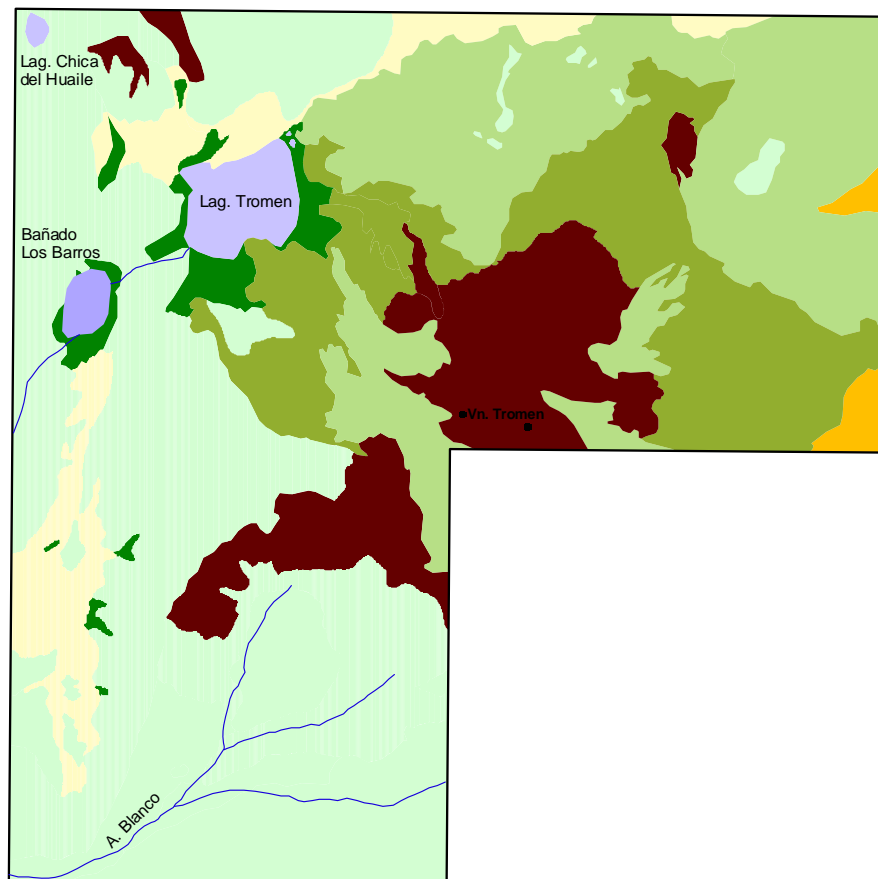 Lag. Chica
del Huaile
Lag. Tromen
Bañado
Los Barros
Vn. Tromen
A. Blanco